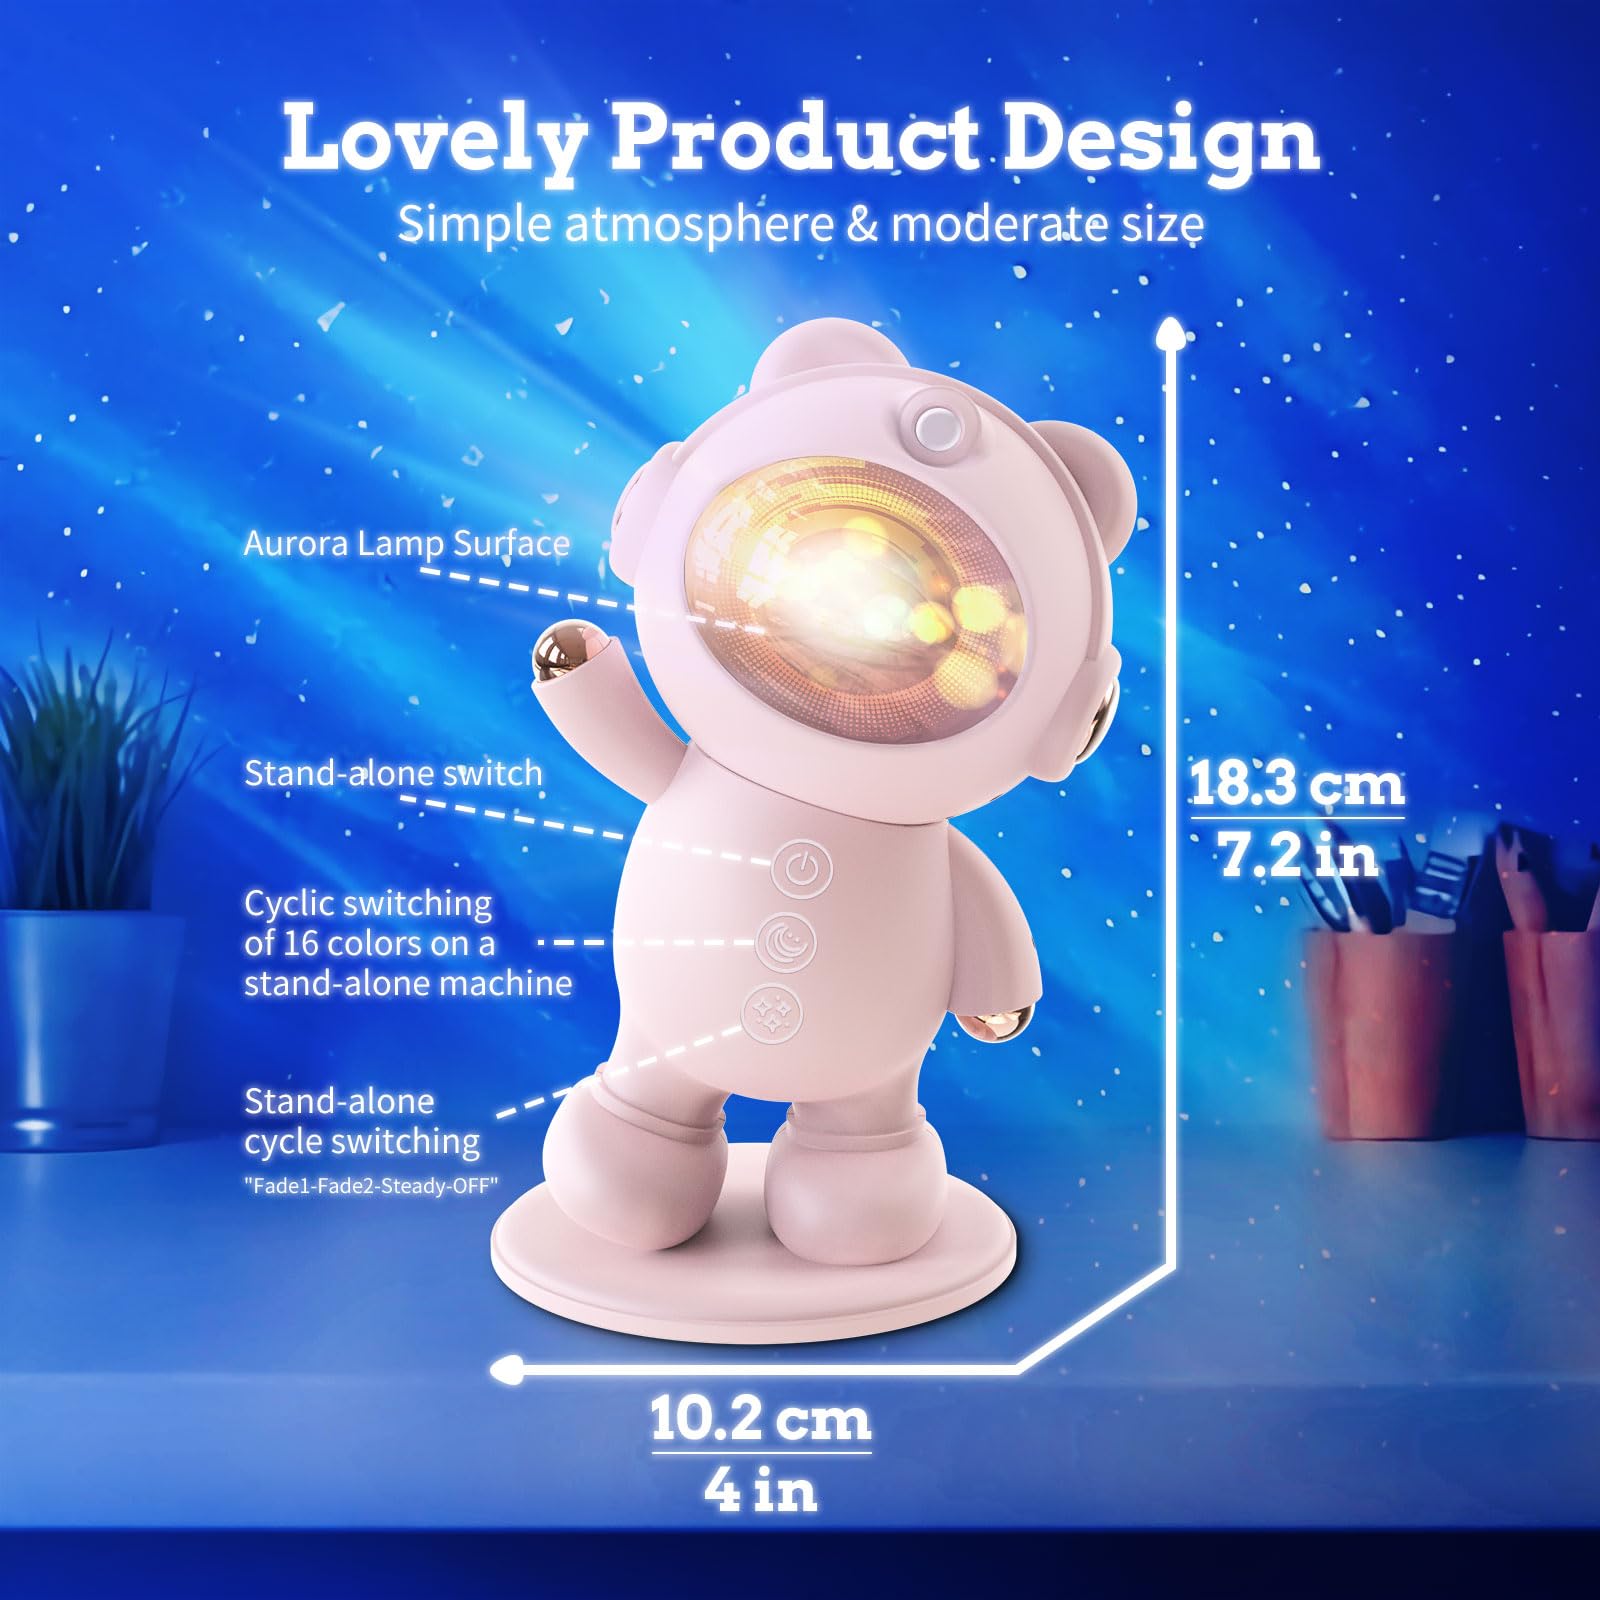 Lovely Product Design
Simple atmosphere & moderate size
Aurora Lamp Surface
Stand-alone switch
Cyclic switching
of 16 colors on a
stand-alone machine
Stand-alone
cycle switching
"Fade1-Fade2-Steady-OFF"
18.3 cm
7.2 in
10.2 cm
4 in